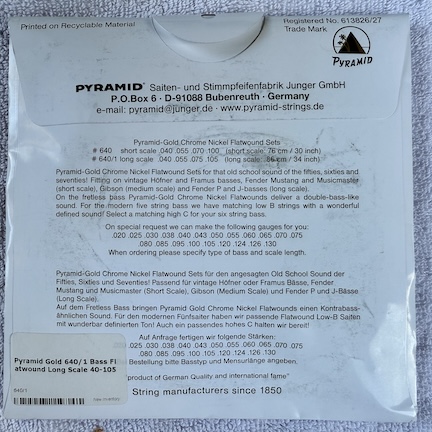 Printed on Recyclable Material
Registered No. 613826/27
Trade Mark
PYRAMID
PYRAMID® Saiten- und Stimmpfeifenfabrik Junger GmbH
P.O.Box 6 · D-91088 Bubenreuth · Germany
e-mail: pyramid@junger.de · www.pyramid-strings.de
Pyramid-Gold Chrome Nickel Flatwound Sets
# 640 short scale .040 .055 .070 .100 (short scale: 76 cm / 30 inch)
# 640/1 long scale .040 .055 .075 .105 (long scale: 86 cm / 34 inch)
Pyramid-Gold Chrome Nickel Flatwound Sets for that old school sound of the fifties, sixties and
seventies! Fitting on vintage Höfner and Framus basses, Fender Mustang and Musicmaster
(short scale), Gibson (medium scale) and Fender P and J-basses (long scale).
On the fretless bass Pyramid Gold Chrome Nickel Flatwounds deliver a double-bass-like
sound. For the modern five string bass we have matching low B strings with a wonderful
defined sound! Select a matching high C for your six string bass.
On special request we can make the following gauges for you:
.020 .025 .030 .038 .040 .043 .050 .055 .060 .065 .070 .075
.080 .085 .095 .100 .105 .120 .124 .126 .130
When ordering please specify type of bass and scale length.
Pyramid-Gold Chrome Nickel Flatwound Sets für den angesagten Old School Sound der
Fifties, Sixties und Seventies! Passend für vintage Höfner oder Framus Bässe, Fender
Mustang und Musicmaster (Short Scale), Gibson (Medium Scale) und Fender P und J-Bässe
(Long Scale).
Auf dem Fretless Bass bringen Pyramid Gold Chrome Nickel Flatwounds einen Kontrabass-
ähnlichen Sound. Für den modernen Fünfsaiter haben wir passende Flatwound Low-B Saiten
mit wunderbar definierten Ton! Auch ein passendes hohes C halten wir bereit!
Auf Anfrage fertigen wir folgende Stärken:
.025 .030 .038 .040 .043 .050 .055 .060 .065 .070 .075
.080 .085 .095 .100 .105 .120 .124 .126 .130
Bestellung bitte Basstyp und Mensurlänge angeben.
product of German Quality and international fame"
String manufacturers since 1850
Pyramid Gold 640/1 Bass Fl
atwound Long Scale 40-105
640/1